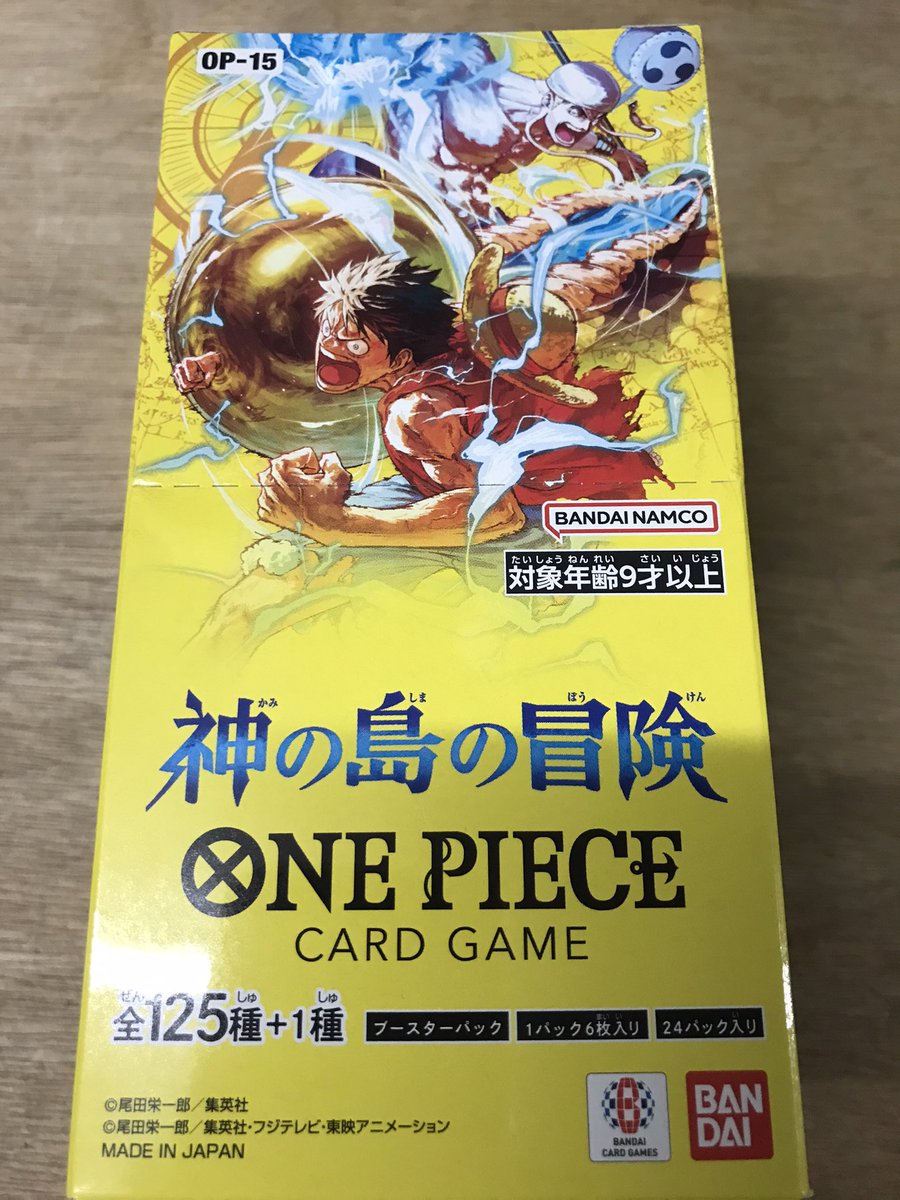 OP-15
BANDAI NAMCO
たいしょうねんれい さいいじょう
対象年齢9才以上
かみ しま ぼう けん
神の島の冒険
ONE PIECE
CARD GAME
ぜん しゅ しゅ
全125種+1種
ブースターパック
まいい
1パック6枚入り
い
24パック入り
©尾田栄一郎/集英社
©尾田栄一郎/集英社・フジテレビ・東映アニメーション
MADE IN JAPAN
BANDAI
CARD GAMES
BAN
DAI